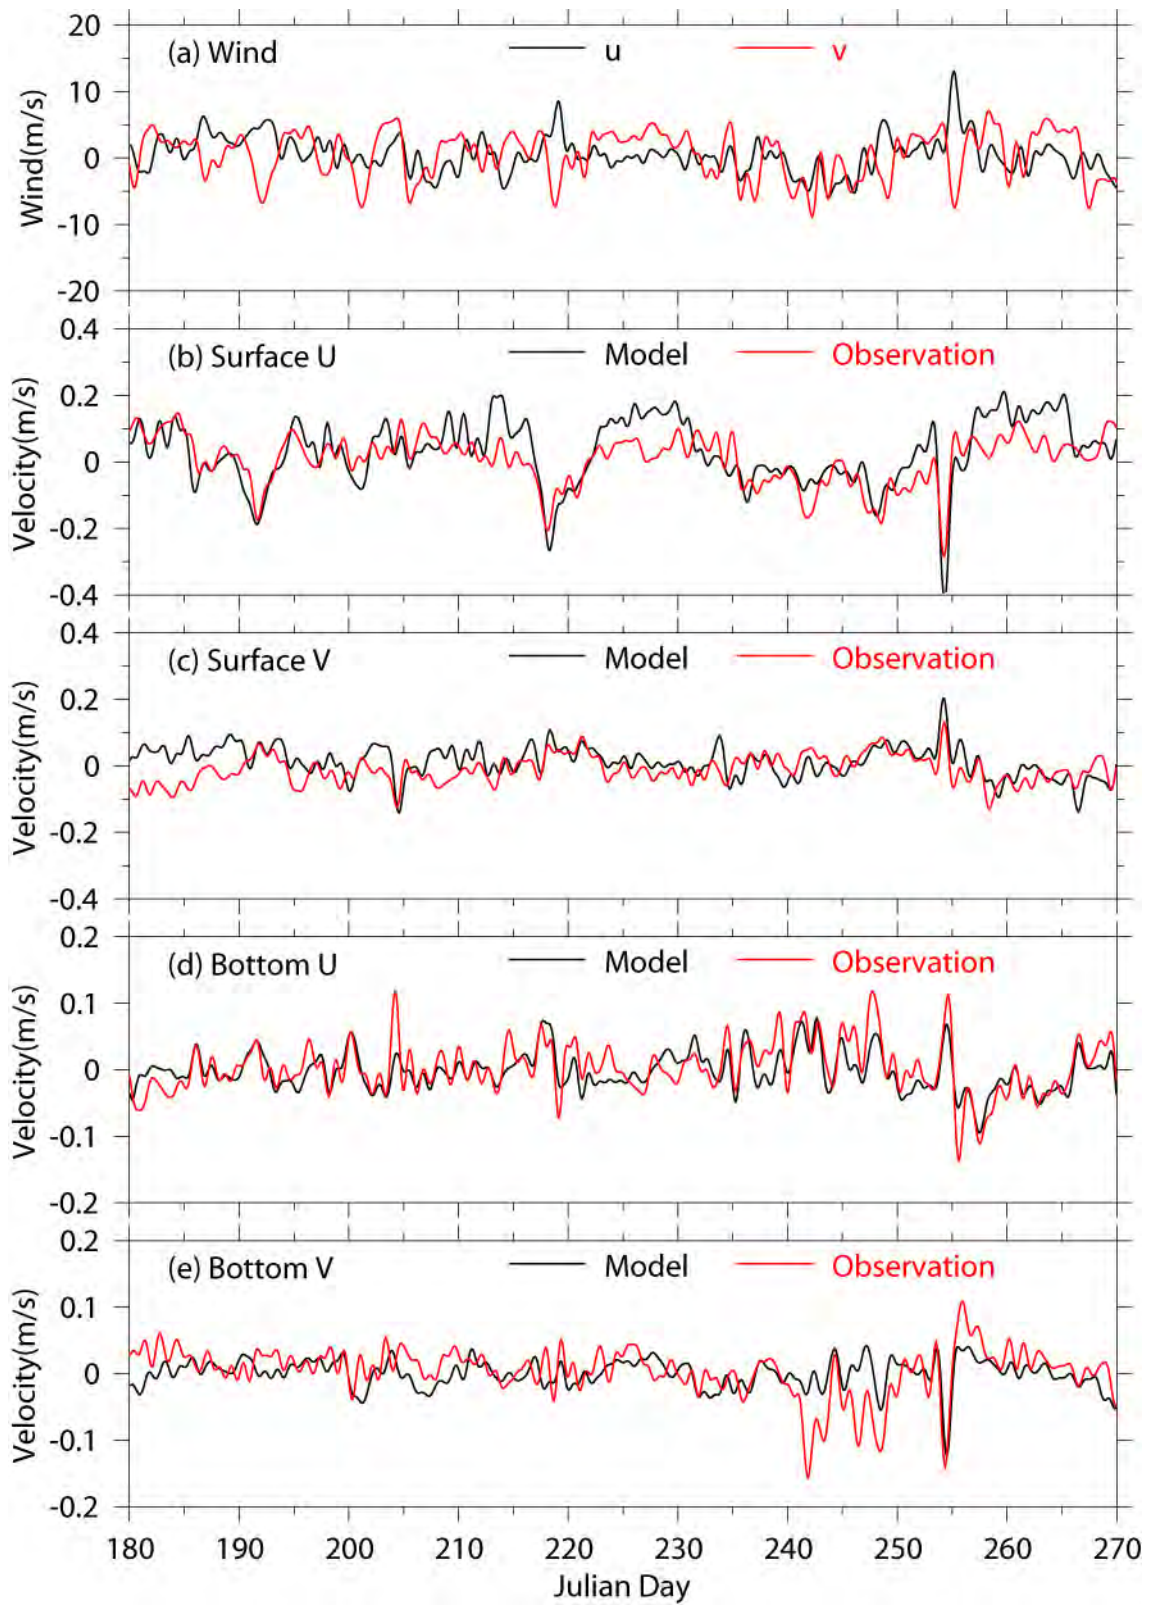 (a) Wind
u
v
20
10
0
-10
-20
Wind(m/s)
(b) Surface U
Model
Observation
0.4
0.2
0
-0.2
-0.4
Velocity(m/s)
(c) Surface V
Model
Observation
0.4
0.2
0
-0.2
-0.4
Velocity(m/s)
(d) Bottom U
Model
Observation
0.2
0.1
0
-0.1
-0.2
Velocity(m/s)
(e) Bottom V
Model
Observation
0.2
0.1
0
-0.1
-0.2
Velocity(m/s)
180 190 200 210 220 230 240 250 260 270
Julian Day